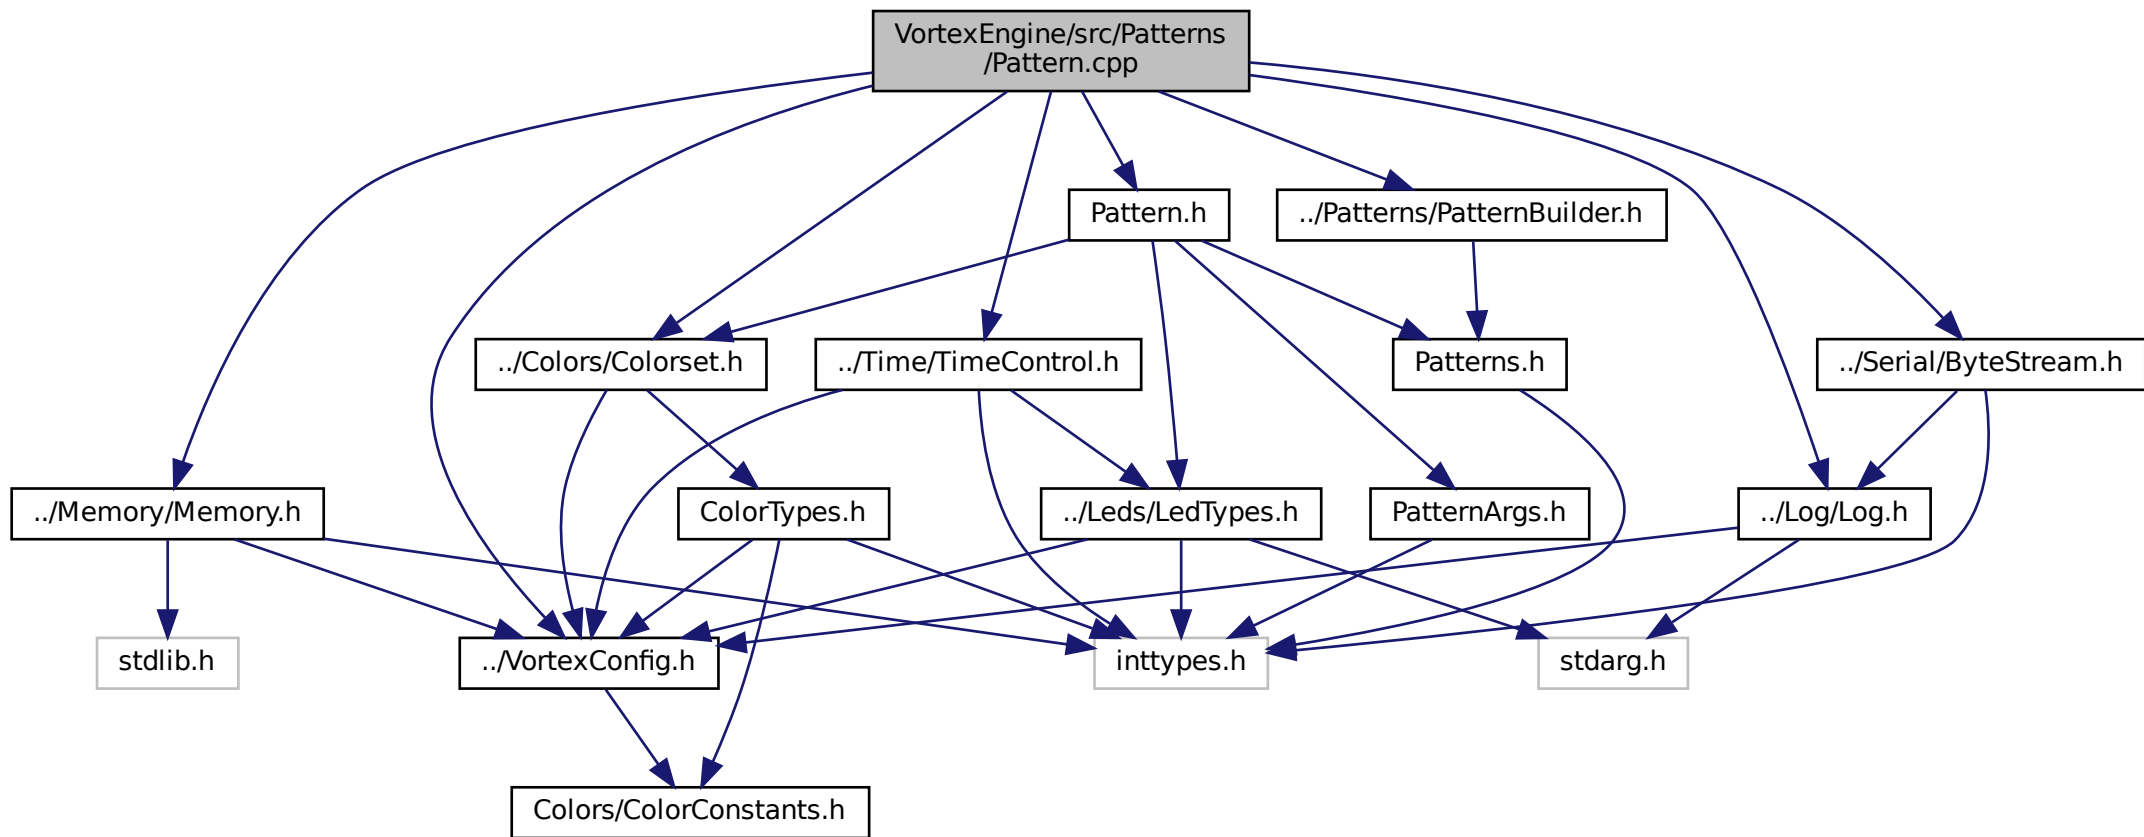 VortexEngine/src/Patterns
/Pattern.cpp
Pattern.h
../Patterns/PatternBuilder.h
../Colors/Colorset.h
../Time/TimeControl.h
Patterns.h
../Serial/ByteStream.h
../Memory/Memory.h
ColorTypes.h
../Leds/LedTypes.h
PatternArgs.h
../Log/Log.h
stdlib.h
../VortexConfig.h
inttypes.h
stdarg.h
Colors/ColorConstants.h